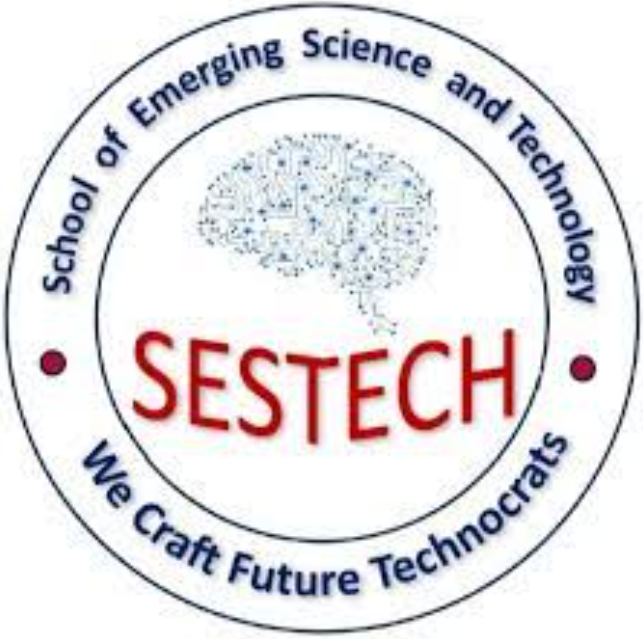 School of Emerging Science and Technology
SESTECH
We Craft Future Technocrats